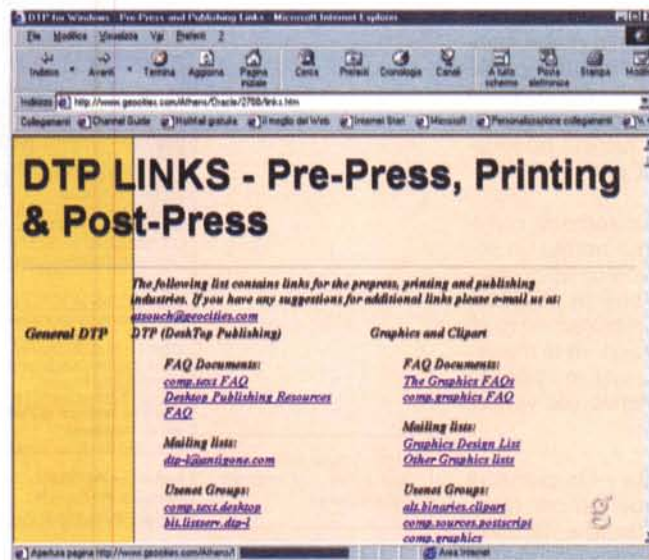 DTP for Windows - Pre-Press and Publishing Links - Microsoft Internet Explorer
File Modifica Visualizza Vai Preferiti ?
Indietro Avanti Termina Aggiorna Pagina iniziale Cerca Preferiti Cronologia Canali A tutto schermo Posta elettronica Stampa
Indirizzo http://www.geocities.com/Athens/Oracle/2788/links.htm
Collegamenti Channel Guide HotMail gratuita Il meglio del Web Internet Start Microsoft Personalizzazione collegamenti
DTP LINKS - Pre-Press, Printing
& Post-Press
The following list contains links for the prepress, printing and publishing
industries. If you have any suggestions for additional links please e-mail us at:
atsouch@geocities.com
General DTP
DTP (DeskTop Publishing)
FAQ Documents:
comp.text FAQ
Desktop Publishing Resources
FAQ
Mailing lists:
dtp-l@antigone.com
Usenet Groups:
comp.text.desktop
bit.listserv.dtp-l
Graphics and Clipart
FAQ Documents:
The Graphics FAQs
comp.graphics FAQ
Mailing lists:
Graphics Design List
Other Graphics lists
Usenet Groups:
alt.binaries.clipart
comp.sources.postscript
comp.graphics
Apertura pagina http://www.geocities.com/Athens/
Area Internet